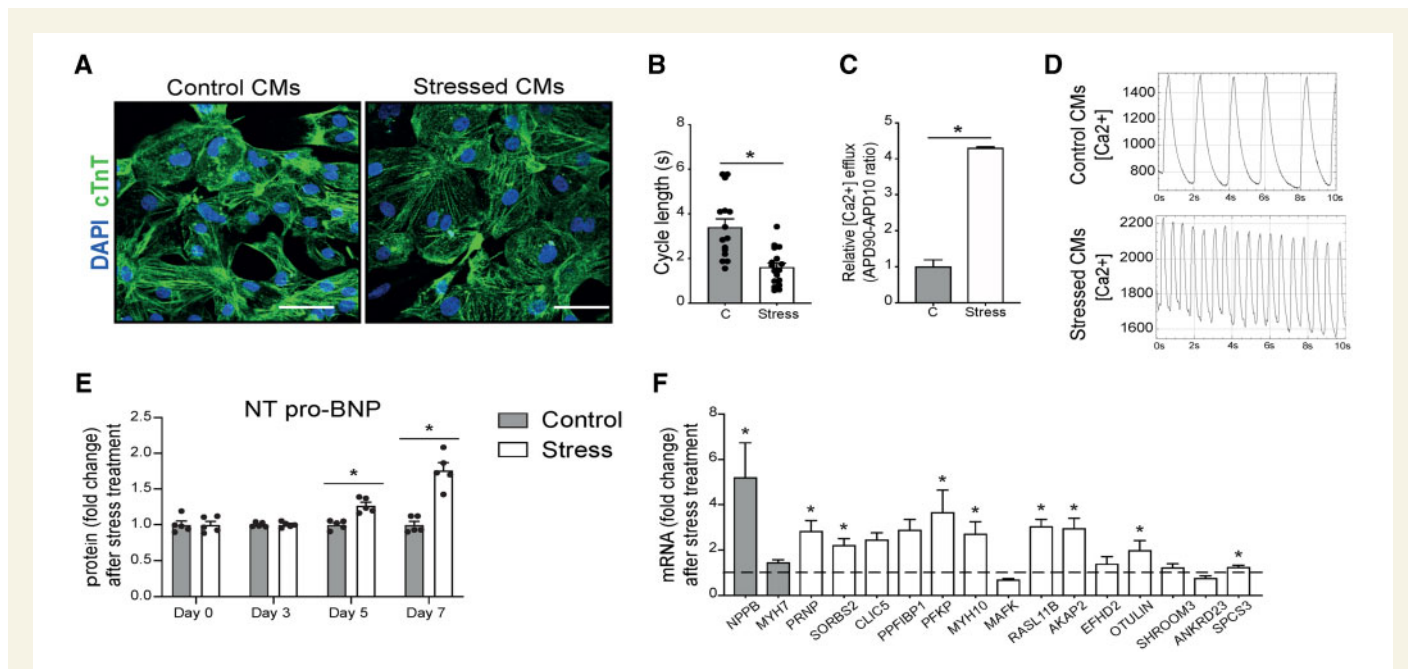 A
Control CMs
Stressed CMs
DAPI cTnT
B
Cycle length (s)
8
6
4
2
0
*
C
Stress
C
Relative [Ca2+] efflux
(APD90-APD10 ratio)
5
4
2
1
0
*
C
Stress
D
Control CMs
[Ca2+]
1400
1200
1000
800
0s
2s
4s
6s
8s
10s
Stressed CMs
[Ca2+]
2200
2000
1800
1600
0s
2s
4s
6s
8s
10s
E
NT pro-BNP
protein (fold change)
after stress treatment
2.5
2.0
1.5
1.0
0.5
0.0
*
*
Day 0
Day 3
Day 5
Day 7
Control
Stress
F
mRNA (fold change)
after stress treatment
8
6
4
2
0
* * * * * * * * *
NPPB
MYH7
PRNP
SORBS2
CLIC5
PPFIBP1
PFKP
MYH10
MAFK
RASL11B
AKAP2
EFHD2
OTULIN
SHROOM3
ANKRD23
SPCS3